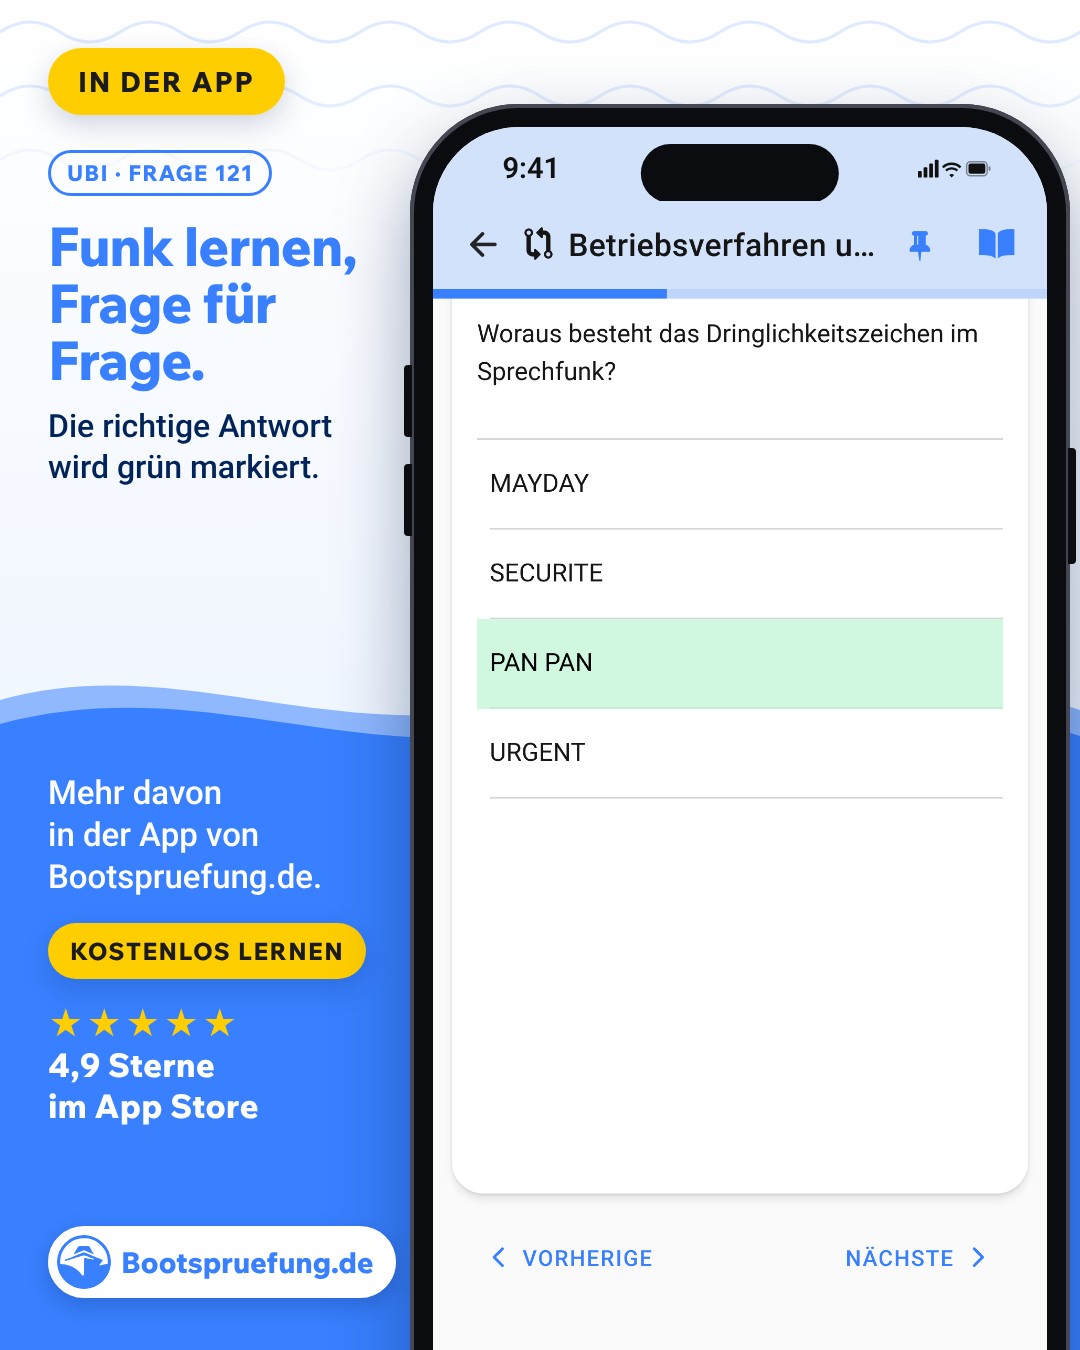 IN DER APP
UBI · FRAGE 121
Funk lernen,
Frage für
Frage.
Die richtige Antwort
wird grün markiert.
Mehr davon
in der App von
Bootspruefung.de.
KOSTENLOS LERNEN
★★★★★
4,9 Sterne
im App Store
Bootspruefung.de
9:41
Betriebsverfahren u...
Woraus besteht das Dringlichkeitszeichen im
Sprechfunk?
MAYDAY
SECURITE
PAN PAN
URGENT
VORHERIGE
NÄCHSTE